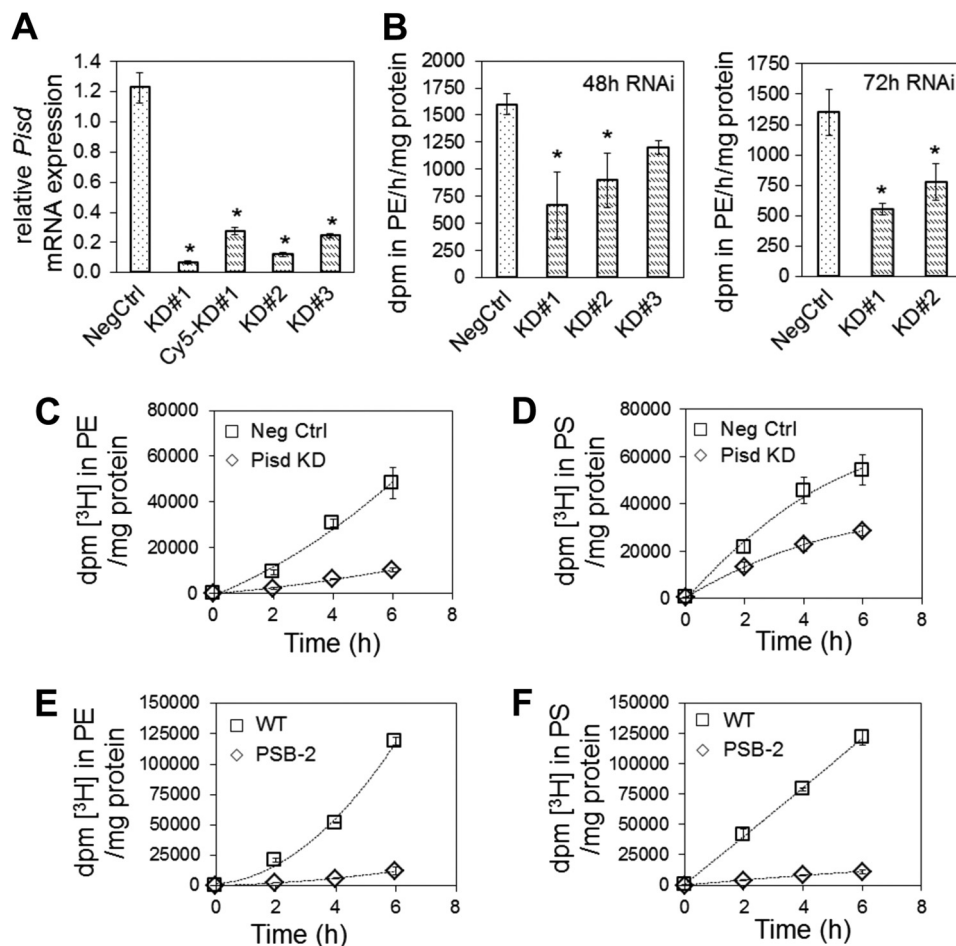 A
relative Pisd
mRNA expression
1.4
1.2
1.0
0.8
0.6
0.4
0.2
0.0
*
*
*
*
NegCtrl
KD#1
Cy5-KD#1
KD#2
KD#3
B
dpm in PE/h/mg protein
2000
1750
1500
1250
1000
750
500
250
0
48h RNAi
*
*
NegCtrl
KD#1
KD#2
KD#3
dpm in PE/h/mg protein
1750
1500
1250
1000
750
500
250
0
72h RNAi
*
*
NegCtrl
KD#1
KD#2
C
dpm [³H] in PE
/mg protein
80000
60000
40000
20000
0
Neg Ctrl
Pisd KD
0 2 4 6 8
Time (h)
D
dpm [³H] in PS
/mg protein
80000
60000
40000
20000
0
Neg Ctrl
Pisd KD
0 2 4 6 8
Time (h)
E
dpm [³H] in PE
/mg protein
150000
125000
100000
75000
50000
25000
0
WT
PSB-2
0 2 4 6 8
Time (h)
F
dpm [³H] in PS
/mg protein
150000
125000
100000
75000
50000
25000
0
WT
PSB-2
0 2 4 6 8
Time (h)